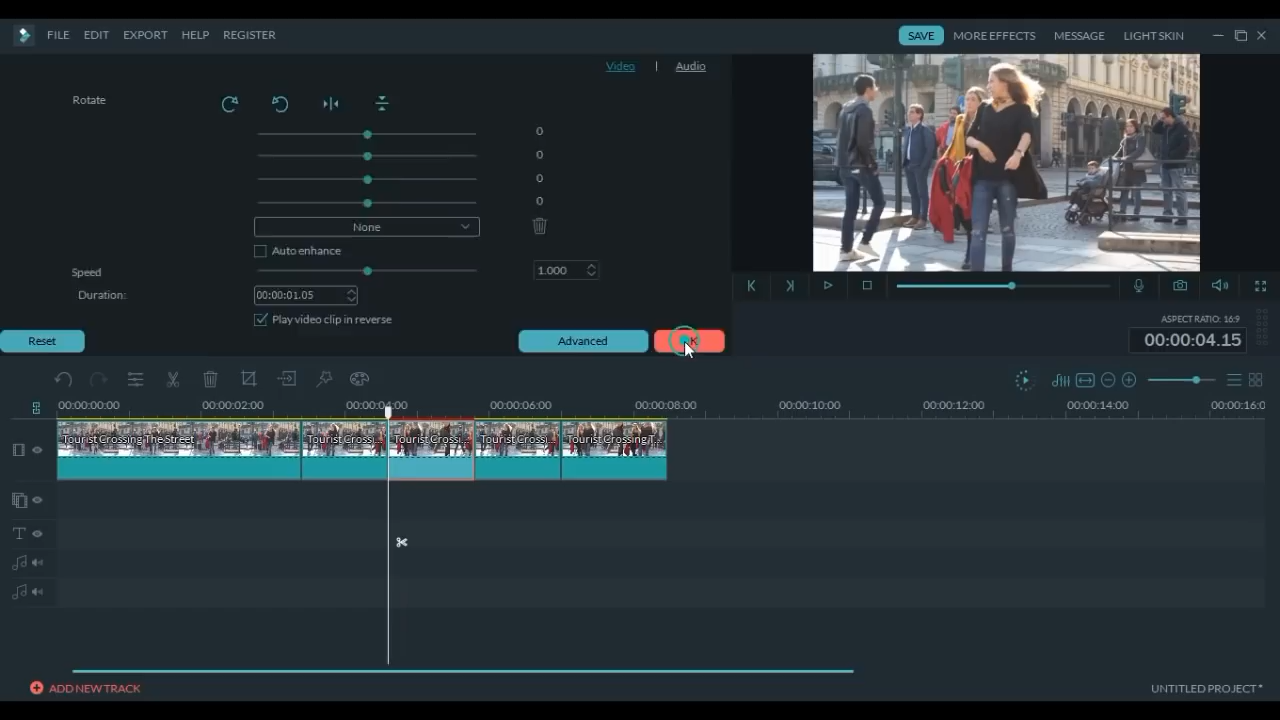 FILE EDIT EXPORT HELP REGISTER SAVE MORE EFFECTS MESSAGE LIGHT SKIN
Video | Audio
Rotate
0
0
0
0
None
Auto enhance
Speed 1.000
Duration: 00:00:01.05
Play video clip in reverse
Reset Advanced
ASPECT RATIO: 16:9
00:00:04.15
00:00:00:00 00:00:02:00 00:00:04:00 00:00:06:00 00:00:08:00 00:00:10:00 00:00:12:00 00:00:14:00 00:00:16:0
Tourist Crossing The Street Tourist Crossi... Tourist Crossi... Tourist Crossi... Tourist Crossing T...
T
ADD NEW TRACK UNTITLED PROJECT*